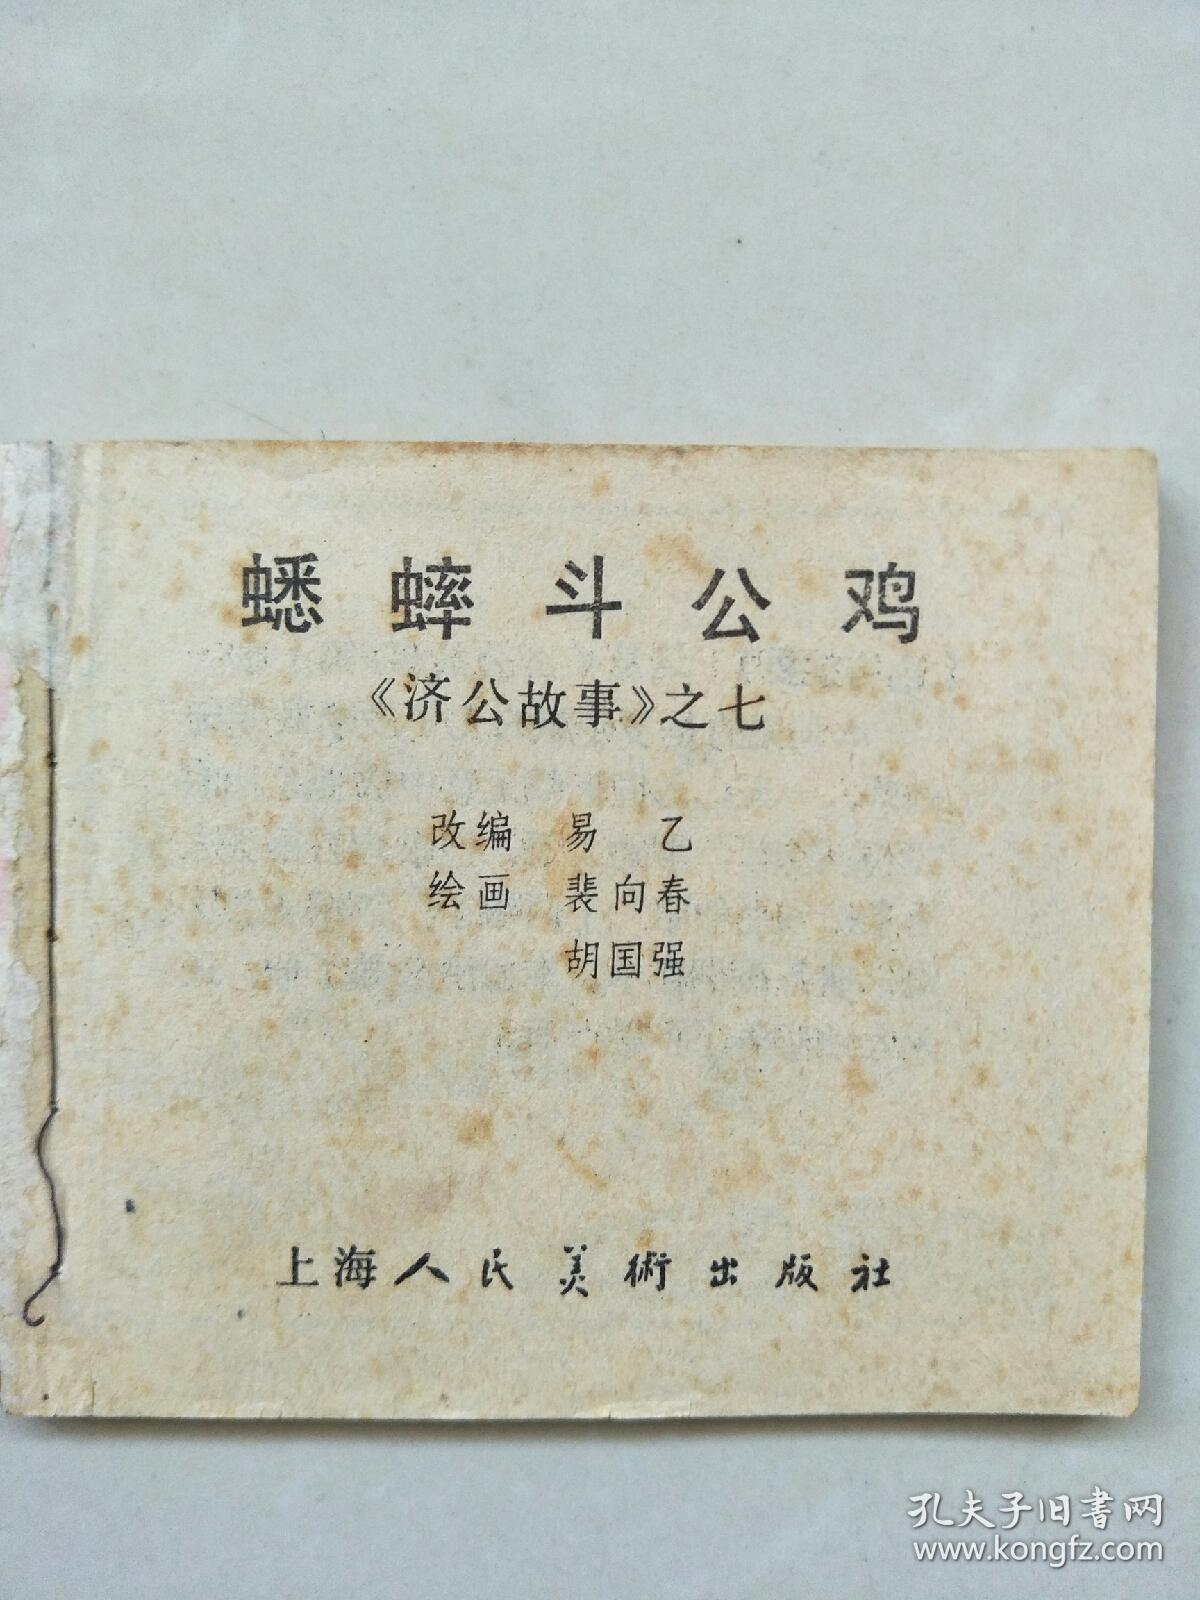 蟋蟀斗公鸡
《济公故事》之七
改编 易 乙
绘画 裴向春
胡国强
上海人民美術出版社
孔夫子旧书网
www.kongfz.com